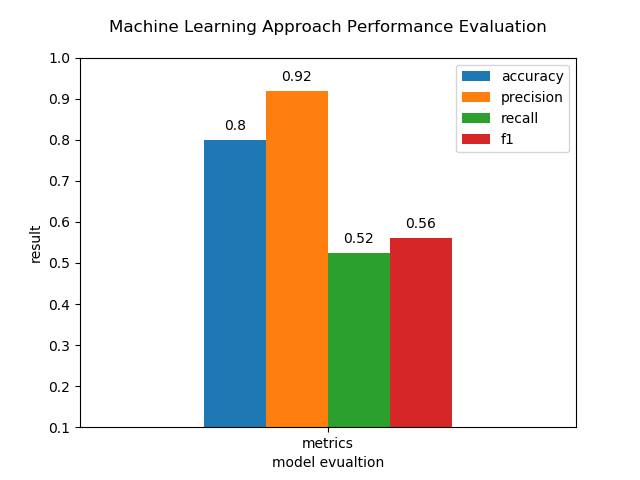 Machine Learning Approach Performance Evaluation
1.0
0.9
0.8
0.7
0.6
0.5
0.4
0.3
0.2
0.1
result
0.8
0.92
0.52
0.56
accuracy
precision
recall
f1
metrics
model evualtion